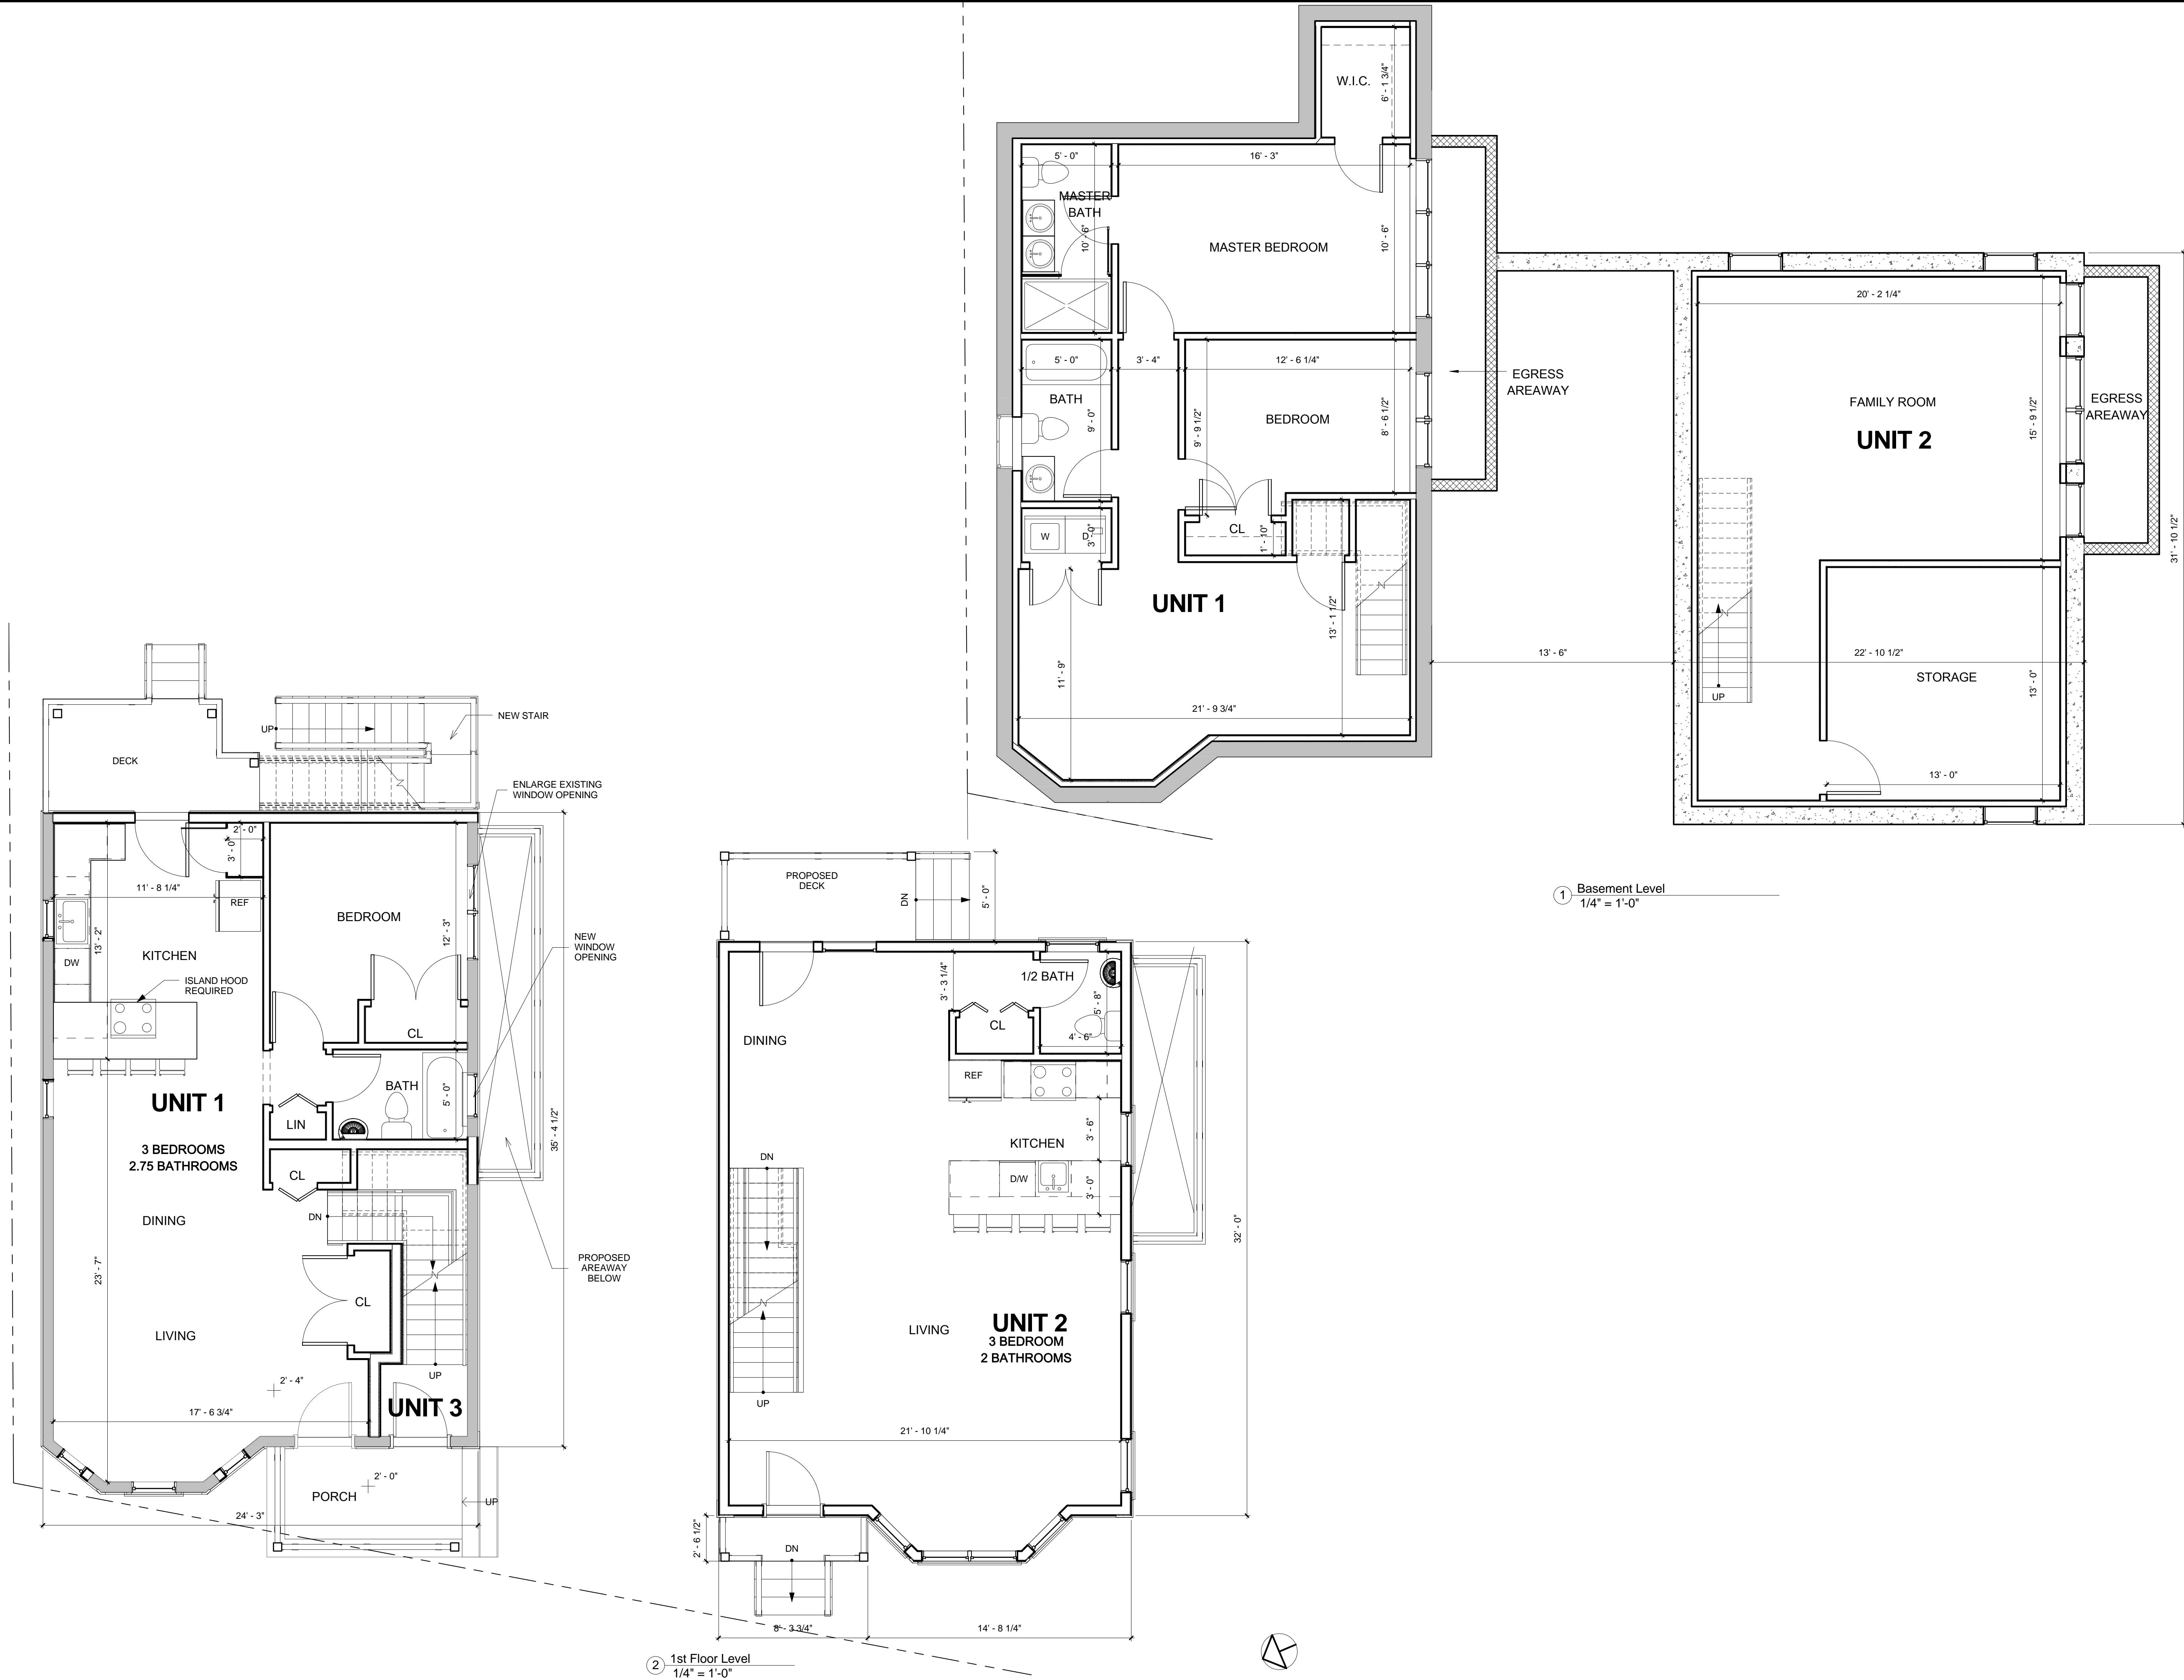 W.I.C.
6' - 1 3/4"
5' - 0"
16' - 3"
MASTER
BATH
10' - 6"
MASTER BEDROOM
10' - 6"
20' - 2 1/4"
5' - 0"
3' - 4"
12' - 6 1/4"
EGRESS
AREAWAY
BATH
9' - 0"
9' - 9 1/2"
BEDROOM
8' - 6 1/2"
FAMILY ROOM
UNIT 2
15' - 9 1/2"
EGRESS
AREAWAY
W
D
3' - 0"
CL
1' - 10"
31' - 10 1/2"
UNIT 1
13' - 1 1/2"
11' - 9"
13' - 6"
22' - 10 1/2"
STORAGE
13' - 0"
UP
21' - 9 3/4"
13' - 0"
1
Basement Level
1/4" = 1'-0"
UP
NEW STAIR
DECK
ENLARGE EXISTING
WINDOW OPENING
2' - 0"
3' - 0"
11' - 8 1/4"
REF
BEDROOM
12' - 3"
13' - 2"
KITCHEN
DW
ISLAND HOOD
REQUIRED
NEW
WINDOW
OPENING
CL
BATH
5' - 0"
UNIT 1
LIN
35' - 4 1/2"
3 BEDROOMS
2.75 BATHROOMS
CL
DN
DINING
23' - 7"
PROPOSED
AREAWAY
BELOW
CL
LIVING
UP
2' - 4"
UNIT 3
17' - 6 3/4"
2' - 0"
PORCH
UP
24' - 3"
PROPOSED
DECK
DN
5' - 0"
3' - 3 1/4"
1/2 BATH
5' - 8"
CL
4' - 6"
DINING
REF
3' - 6"
KITCHEN
DN
D/W
3' - 0"
32' - 0"
LIVING
UNIT 2
3 BEDROOM
2 BATHROOMS
UP
21' - 10 1/4"
2' - 6 1/2"
DN
8' - 3 3/4"
14' - 8 1/4"
2
1st Floor Level
1/4" = 1'-0"